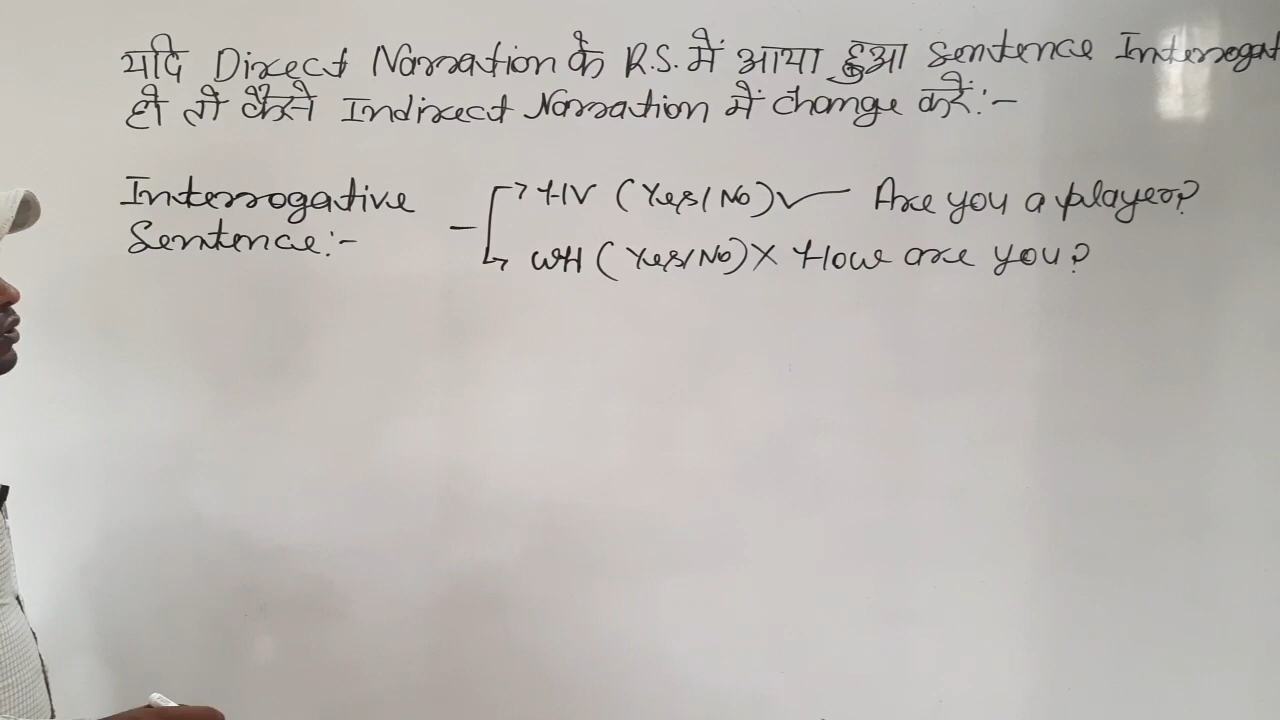 यदि Direct Narration के R.S. में आया हुआ Sentence Interrogat
हो तो कैसे Indirect Narration में change करें:-
Interrogative - HV (Yes/No) ✓ Are you a player?
Sentence:- WH (Yes/No) X How are you?